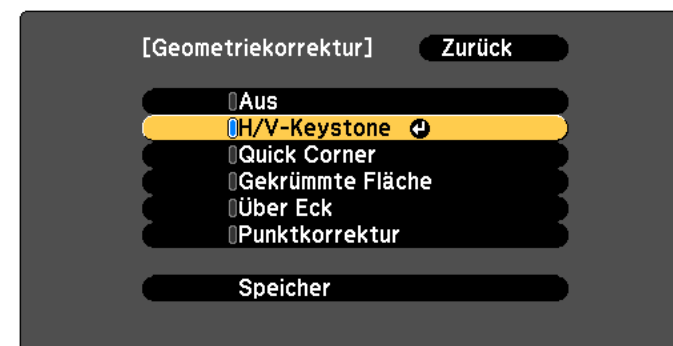 [Geometriekorrektur] Zurück
Aus
H/V-Keystone
Quick Corner
Gekrümmte Fläche
Über Eck
Punktkorrektur
Speicher